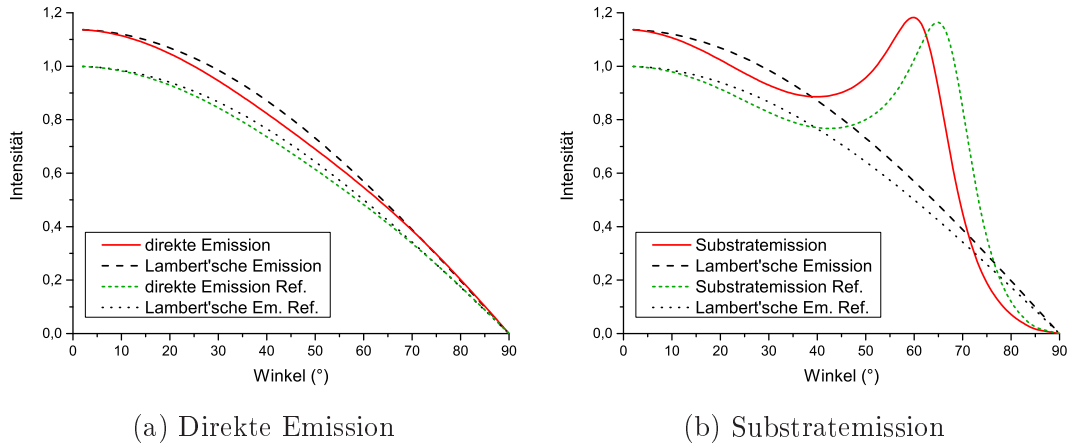 1,2
1,0
0,8
0,6
0,4
0,2
0,0
Intensität
direkte Emission
Lambert'sche Emission
direkte Emission Ref.
Lambert'sche Em. Ref.
0 10 20 30 40 50 60 70 80 90
Winkel (°)
(a) Direkte Emission
1,2
1,0
0,8
0,6
0,4
0,2
0,0
Intensität
Substratemission
Lambert'sche Emission
Substratemission Ref.
Lambert'sche Em. Ref.
0 10 20 30 40 50 60 70 80 90
Winkel (°)
(b) Substratemission